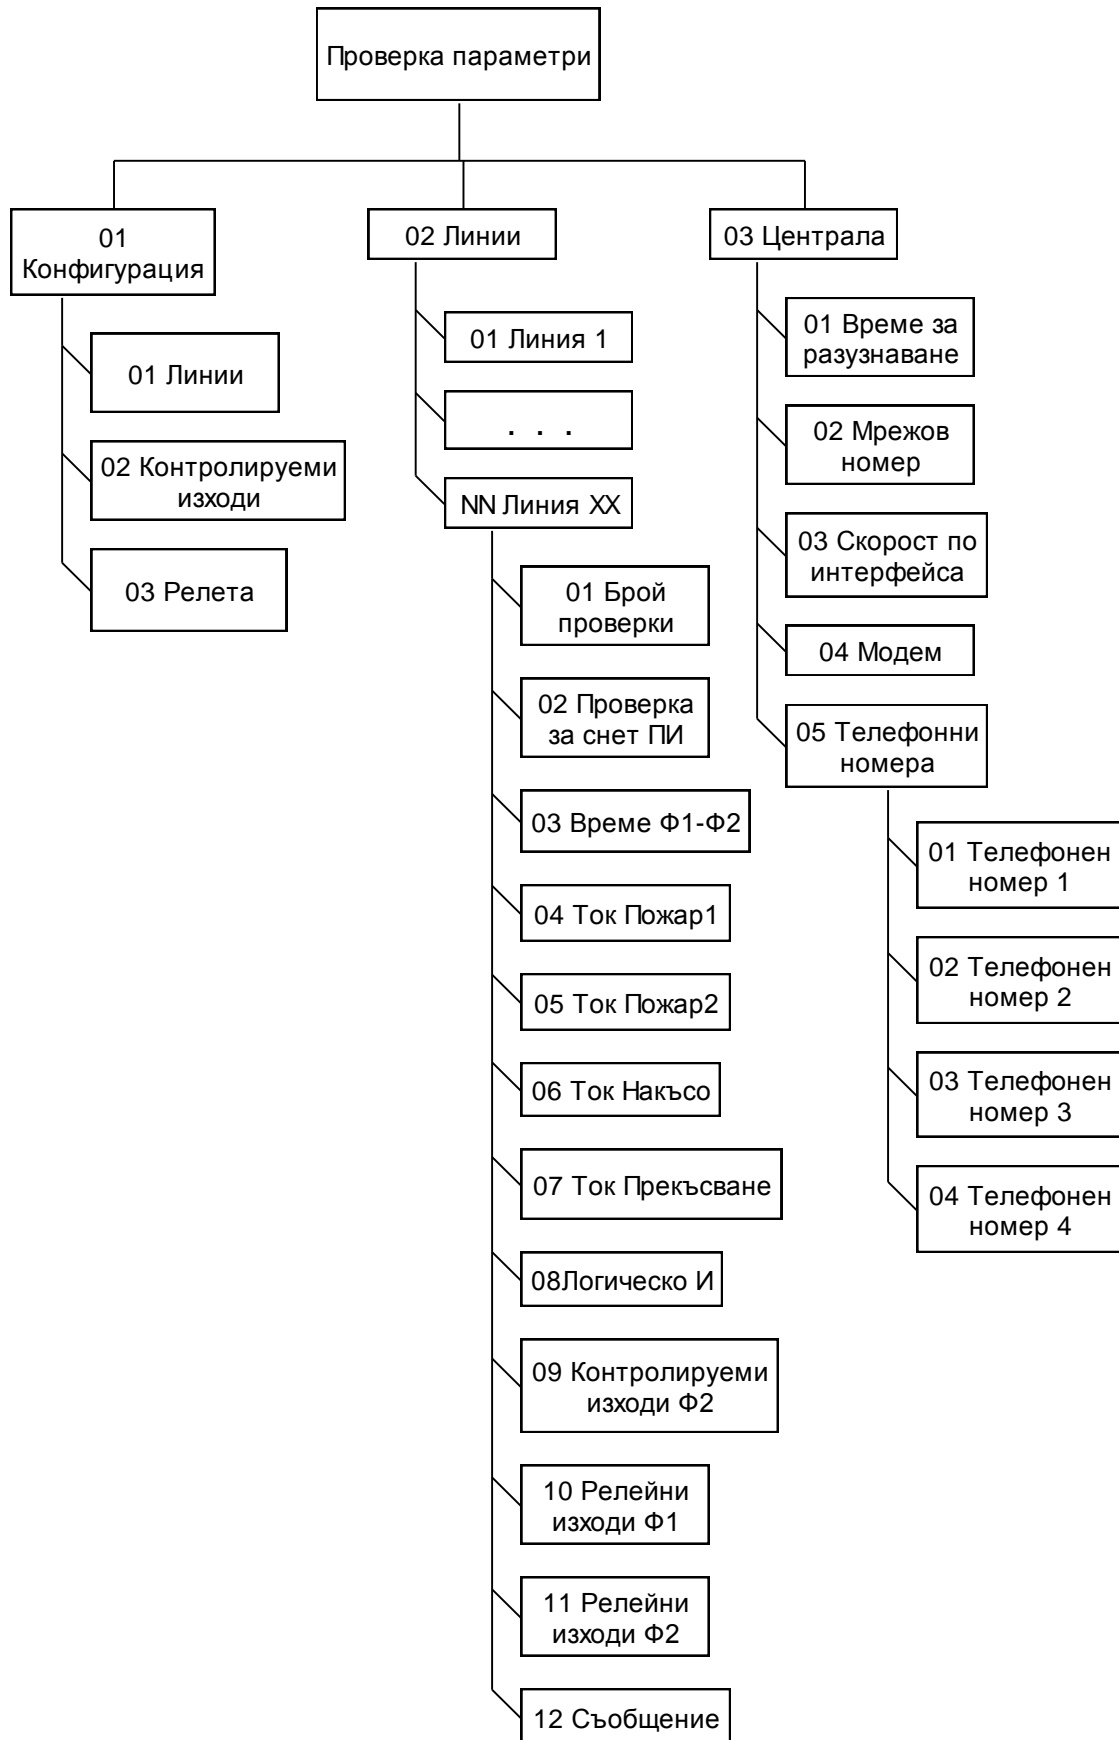 Проверка параметри
01
Конфигурация
01 Линии
02 Контролируеми
изходи
03 Релета
02 Линии
01 Линия 1
. . .
NN Линия XX
01 Брой
проверки
02 Проверка
за снет ПИ
03 Време Ф1-Ф2
04 Ток Пожар1
05 Ток Пожар2
06 Ток Накъсо
07 Ток Прекъсване
08Логическо И
09 Контролируеми
изходи Ф2
10 Релейни
изходи Ф1
11 Релейни
изходи Ф2
12 Съобщение
03 Централа
01 Време за
разузнаване
02 Мрежов
номер
03 Скорост по
интерфейса
04 Модем
05 Телефонни
номера
01 Телефонен
номер 1
02 Телефонен
номер 2
03 Телефонен
номер 3
04 Телефонен
номер 4